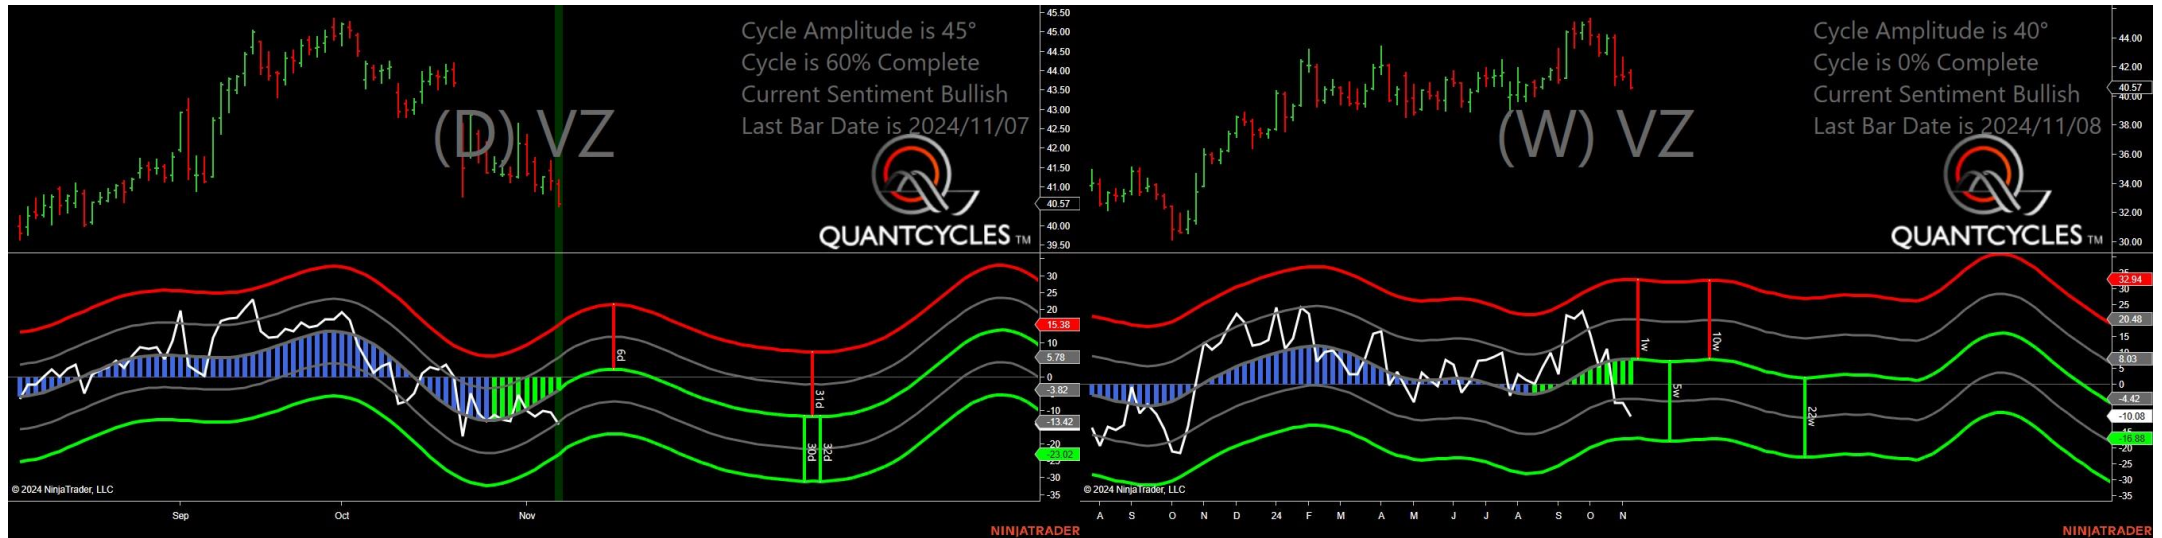 Cycle Amplitude is 45°
Cycle is 60% Complete
Current Sentiment Bullish
Last Bar Date is 2024/11/07
(D) VZ
QUANTCYCLES TM
45.50
45.00
44.50
44.00
43.50
43.00
42.50
42.00
41.50
41.00
40.57
40.00
39.50
30
25
20
15.38
10
5.78
0
-3.82
-10
-13.42
-20
-23.02
-30
-35
6d
31d
30d
32d
© 2024 NinjaTrader, LLC
Sep
Oct
Nov
NINJATRADER
Cycle Amplitude is 40°
Cycle is 0% Complete
Current Sentiment Bullish
Last Bar Date is 2024/11/08
(W) VZ
QUANTCYCLES TM
44.00
42.00
40.57
40.00
38.00
36.00
34.00
32.00
30.00
32.94
30
25
20.48
15
8.03
5
0
-4.42
-10.08
-16.88
-20
-25
-30
-35
1w
10w
5w
22w
© 2024 NinjaTrader, LLC
A S O N D 24 F M A M J J A S O N
NINJATRADER